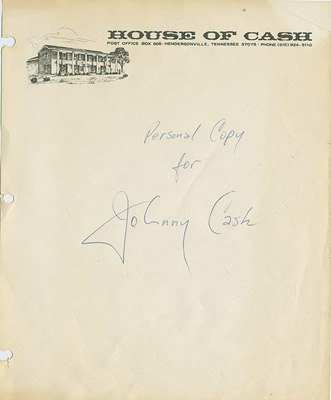 HOUSE OF CASH
POST OFFICE BOX 508 · HENDERSONVILLE, TENNESSEE 37075 · PHONE (615) 824-5110
Personal Copy
for
Johnny Cash